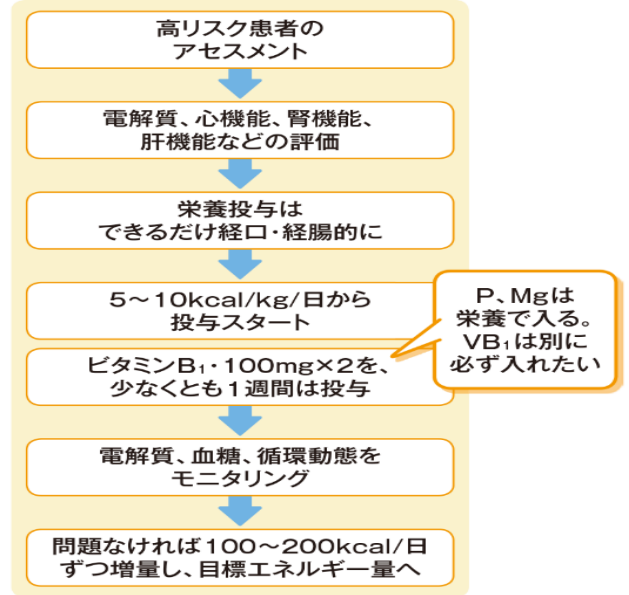 高リスク患者の
アセスメント
電解質、心機能、腎機能、
肝機能などの評価
栄養投与は
できるだけ経口・経腸的に
5～10kcal/kg/日から
投与スタート
P、Mgは
栄養で入る。
VB₁は別に
必ず入れたい
ビタミンB₁・100mg×2を、
少なくとも1週間は投与
電解質、血糖、循環動態を
モニタリング
問題なければ100～200kcal/日
ずつ増量し、目標エネルギー量へ